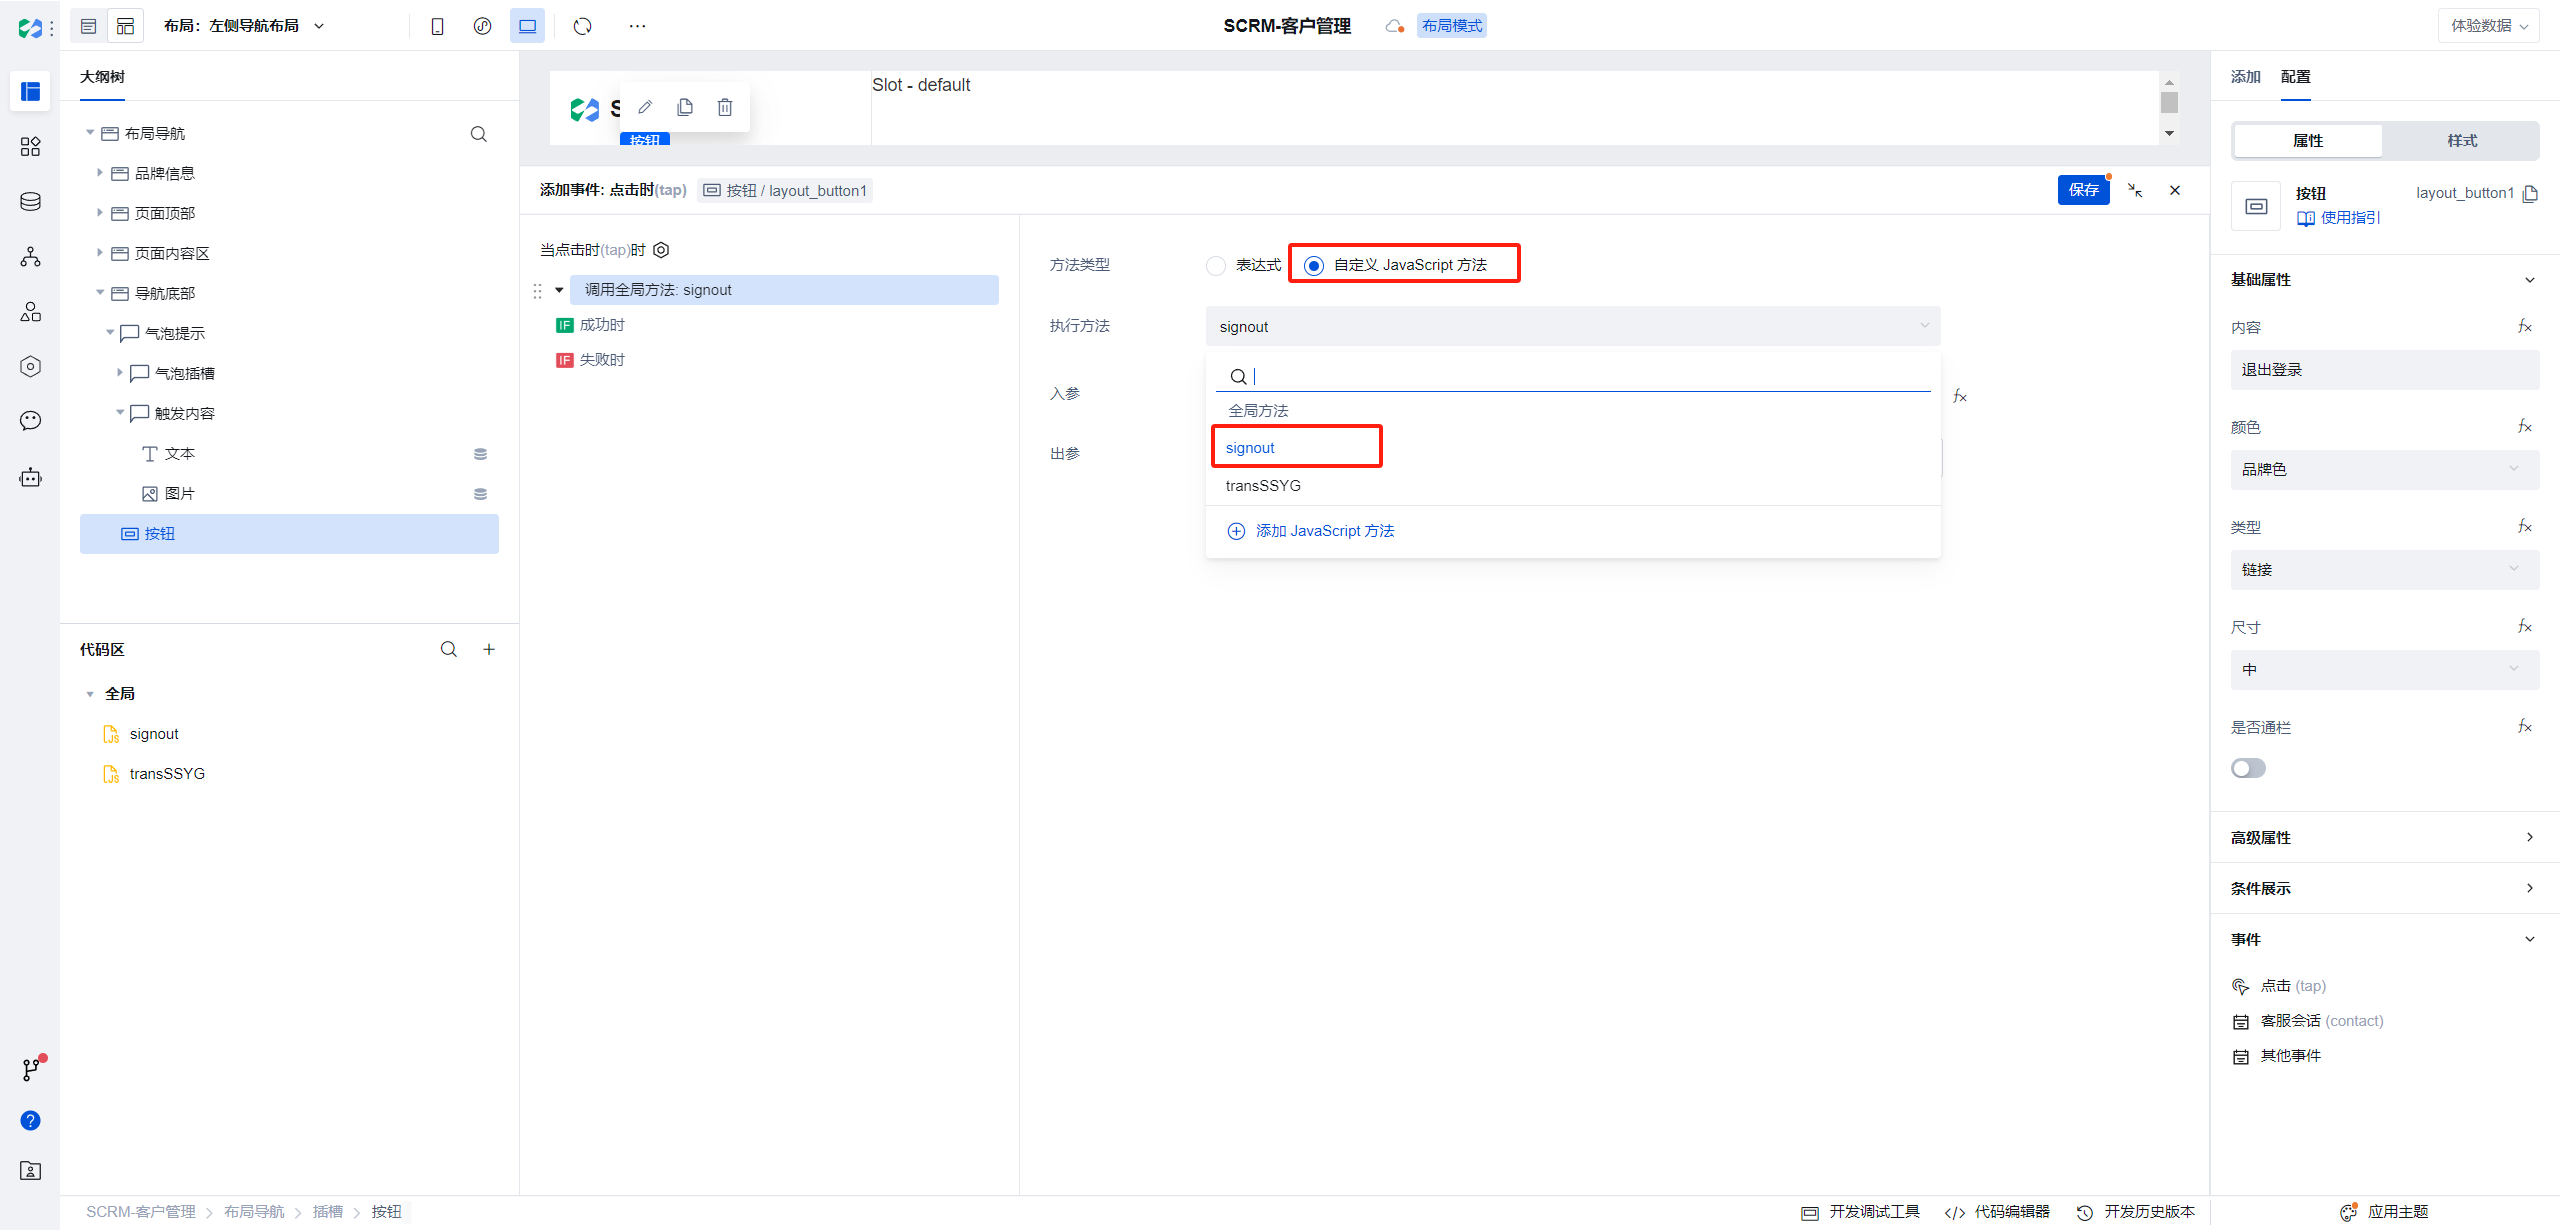 布局：左侧导航布局
SCRM-客户管理
布局模式
体验数据
大纲树
布局导航
品牌信息
页面顶部
页面内容区
导航底部
气泡提示
气泡插槽
触发内容
文本
图片
按钮
代码区
全局
signout
transSSYG
S
按钮
Slot - default
添加事件: 点击时(tap)
按钮 / layout_button1
保存
当点击时(tap)时
调用全局方法: signout
IF 成功时
IF 失败时
方法类型
表达式
自定义 JavaScript 方法
执行方法
signout
入参
fx
出参
全局方法
signout
transSSYG
添加 JavaScript 方法
添加
配置
属性
样式
按钮
layout_button1
使用指引
基础属性
内容
fx
退出登录
颜色
fx
品牌色
类型
fx
链接
尺寸
fx
中
是否通栏
fx
高级属性
条件展示
事件
点击 (tap)
客服会话 (contact)
其他事件
SCRM-客户管理
布局导航
插槽
按钮
开发调试工具
代码编辑器
开发历史版本
应用主题